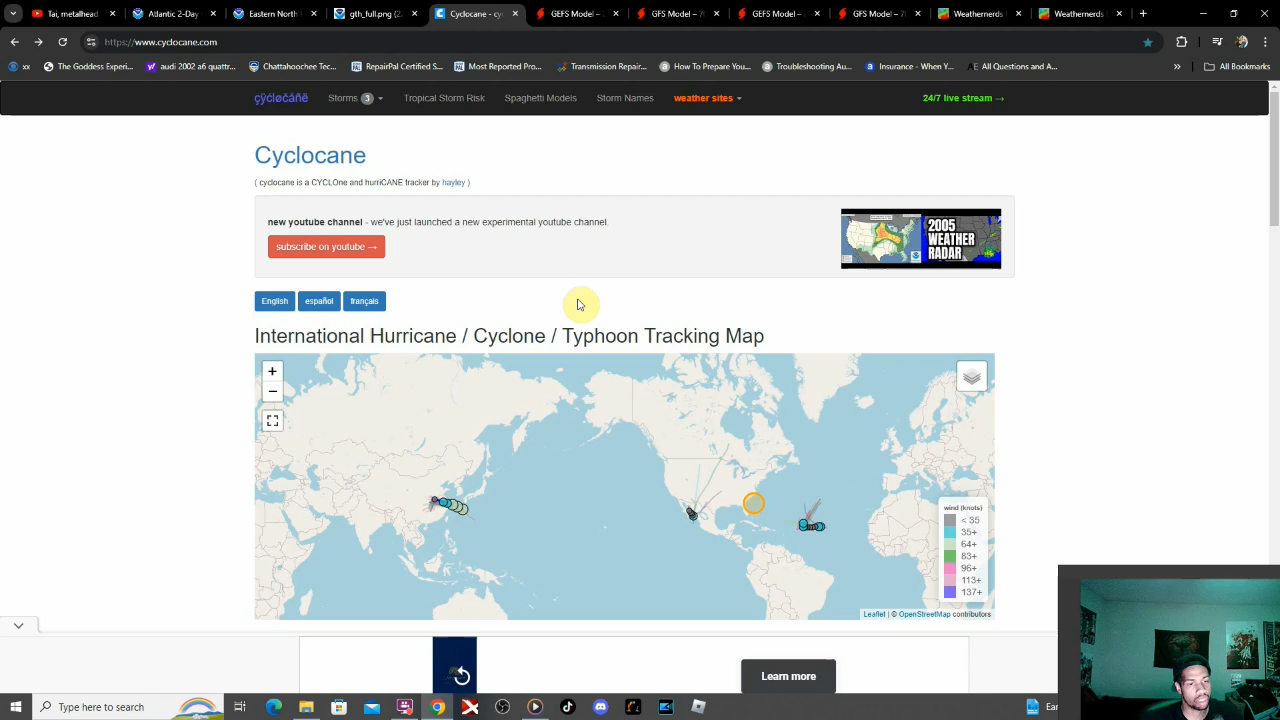 Tai, metalhead
Atlantic 2-Day
Eastern North
gth_full.png (2
Cyclocane - cy
GEFS Model –
GFS Model – 7
GEFS Model –
GFS Model –
Weathernerds
Weathernerds
https://www.cyclocane.com
xx
The Goddess Experi...
audi 2002 a6 quattr...
Chattahoochee Tec...
RepairPal Certified S...
Most Reported Pro...
Transmission Repair...
How To Prepare You...
Troubleshooting Au...
Insurance - When Y...
All Questions and A...
All Bookmarks
çÿćløčåñê
Storms 3
Tropical Storm Risk
Spaghetti Models
Storm Names
weather sites
24/7 live stream →
Cyclocane
( cyclocane is a CYCLOne and hurriCANE tracker by hayley )
new youtube channel - we've just launched a new experimental youtube channel.
subscribe on youtube →
2005
WEATHER
RADAR
English
español
français
International Hurricane / Cyclone / Typhoon Tracking Map
+
−
wind (knots)
< 35
35+
64+
83+
96+
113+
137+
Leaflet | © OpenStreetMap contributors
Learn more
Type here to search
Ear